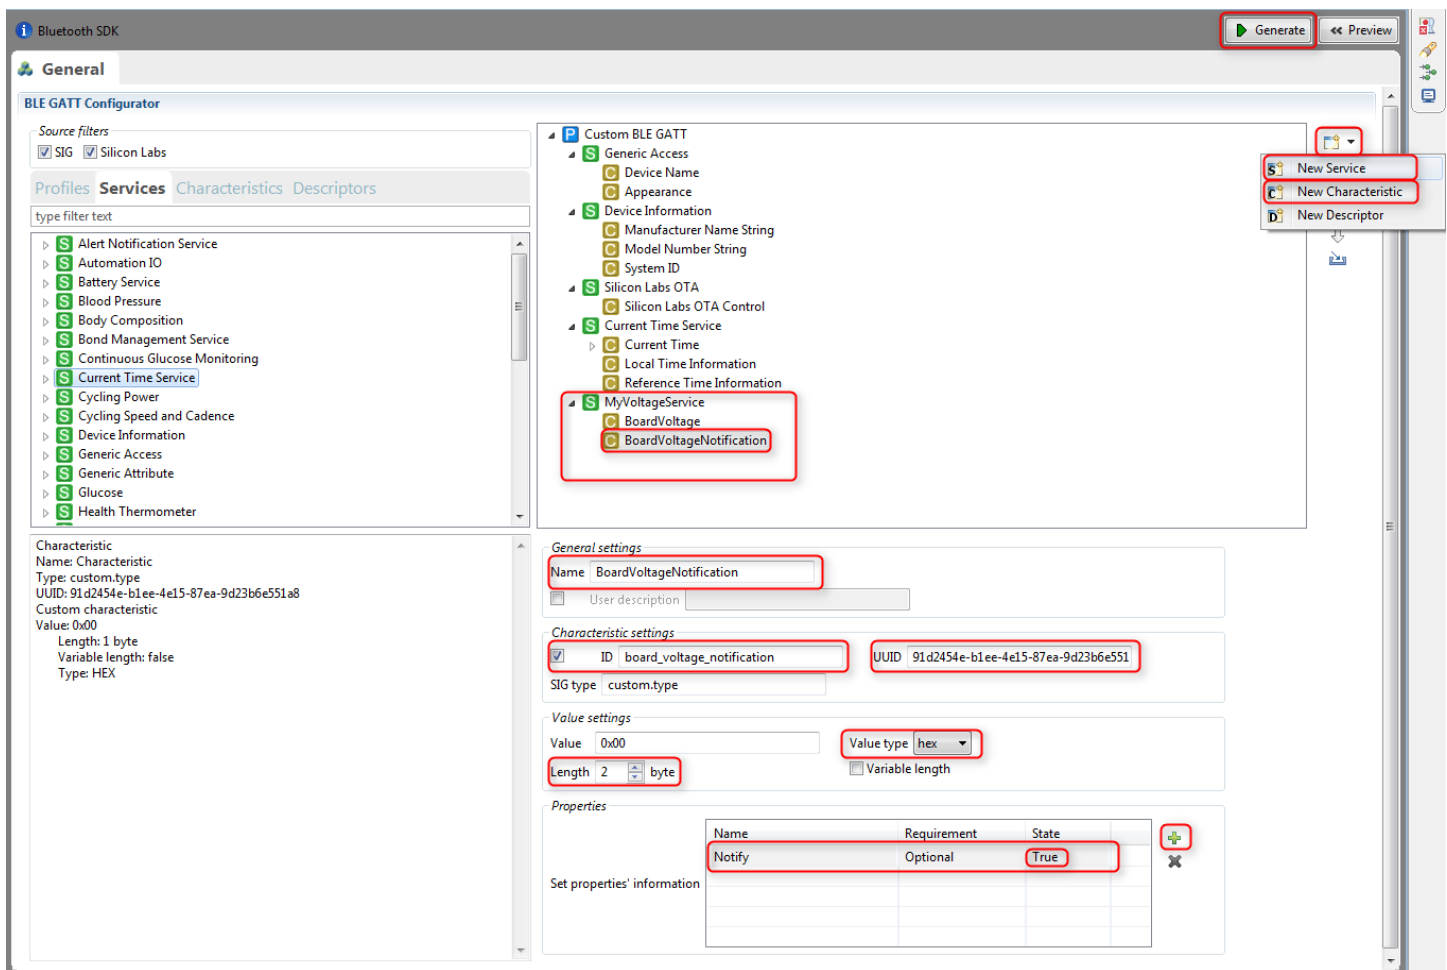 Bluetooth SDK
Generate
Preview
General
BLE GATT Configurator
Source filters
SIG
Silicon Labs
Profiles Services Characteristics Descriptors
type filter text
Alert Notification Service
Automation IO
Battery Service
Blood Pressure
Body Composition
Bond Management Service
Continuous Glucose Monitoring
Current Time Service
Cycling Power
Cycling Speed and Cadence
Device Information
Generic Access
Generic Attribute
Glucose
Health Thermometer
Custom BLE GATT
Generic Access
Device Name
Appearance
Device Information
Manufacturer Name String
Model Number String
System ID
Silicon Labs OTA
Silicon Labs OTA Control
Current Time Service
Current Time
Local Time Information
Reference Time Information
MyVoltageService
BoardVoltage
BoardVoltageNotification
New Service
New Characteristic
New Descriptor
Characteristic
Name: Characteristic
Type: custom.type
UUID: 91d2454e-b1ee-4e15-87ea-9d23b6e551a8
Custom characteristic
Value: 0x00
Length: 1 byte
Variable length: false
Type: HEX
General settings
Name BoardVoltageNotification
User description
Characteristic settings
ID board_voltage_notification
UUID 91d2454e-b1ee-4e15-87ea-9d23b6e551
SIG type custom.type
Value settings
Value 0x00
Value type hex
Length 2 byte
Variable length
Properties
Name Requirement State
Notify Optional True
Set properties' information